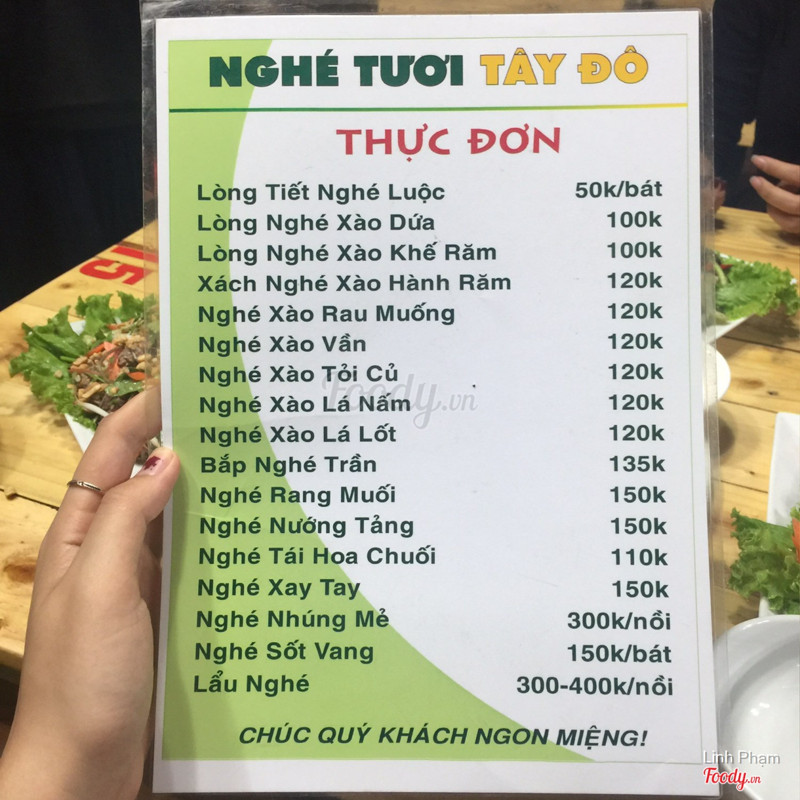 NGHÉ TƯƠI TÂY ĐÔ
THỰC ĐƠN
Lòng Tiết Nghé Luộc 50k/bát
Lòng Nghé Xào Dứa 100k
Lòng Nghé Xào Khế Răm 100k
Xách Nghé Xào Hành Răm 120k
Nghé Xào Rau Muống 120k
Nghé Xào Vần 120k
Nghé Xào Tỏi Củ 120k
Nghé Xào Lá Nấm 120k
Nghé Xào Lá Lốt 120k
Bắp Nghé Trần 135k
Nghé Rang Muối 150k
Nghé Nướng Tảng 150k
Nghé Tái Hoa Chuối 110k
Nghé Xay Tay 150k
Nghé Nhúng Mẻ 300k/nồi
Nghé Sốt Vang 150k/bát
Lẩu Nghé 300-400k/nồi
CHÚC QUÝ KHÁCH NGON MIỆNG!
Foody.vn
Linh Phạm
Foody.vn